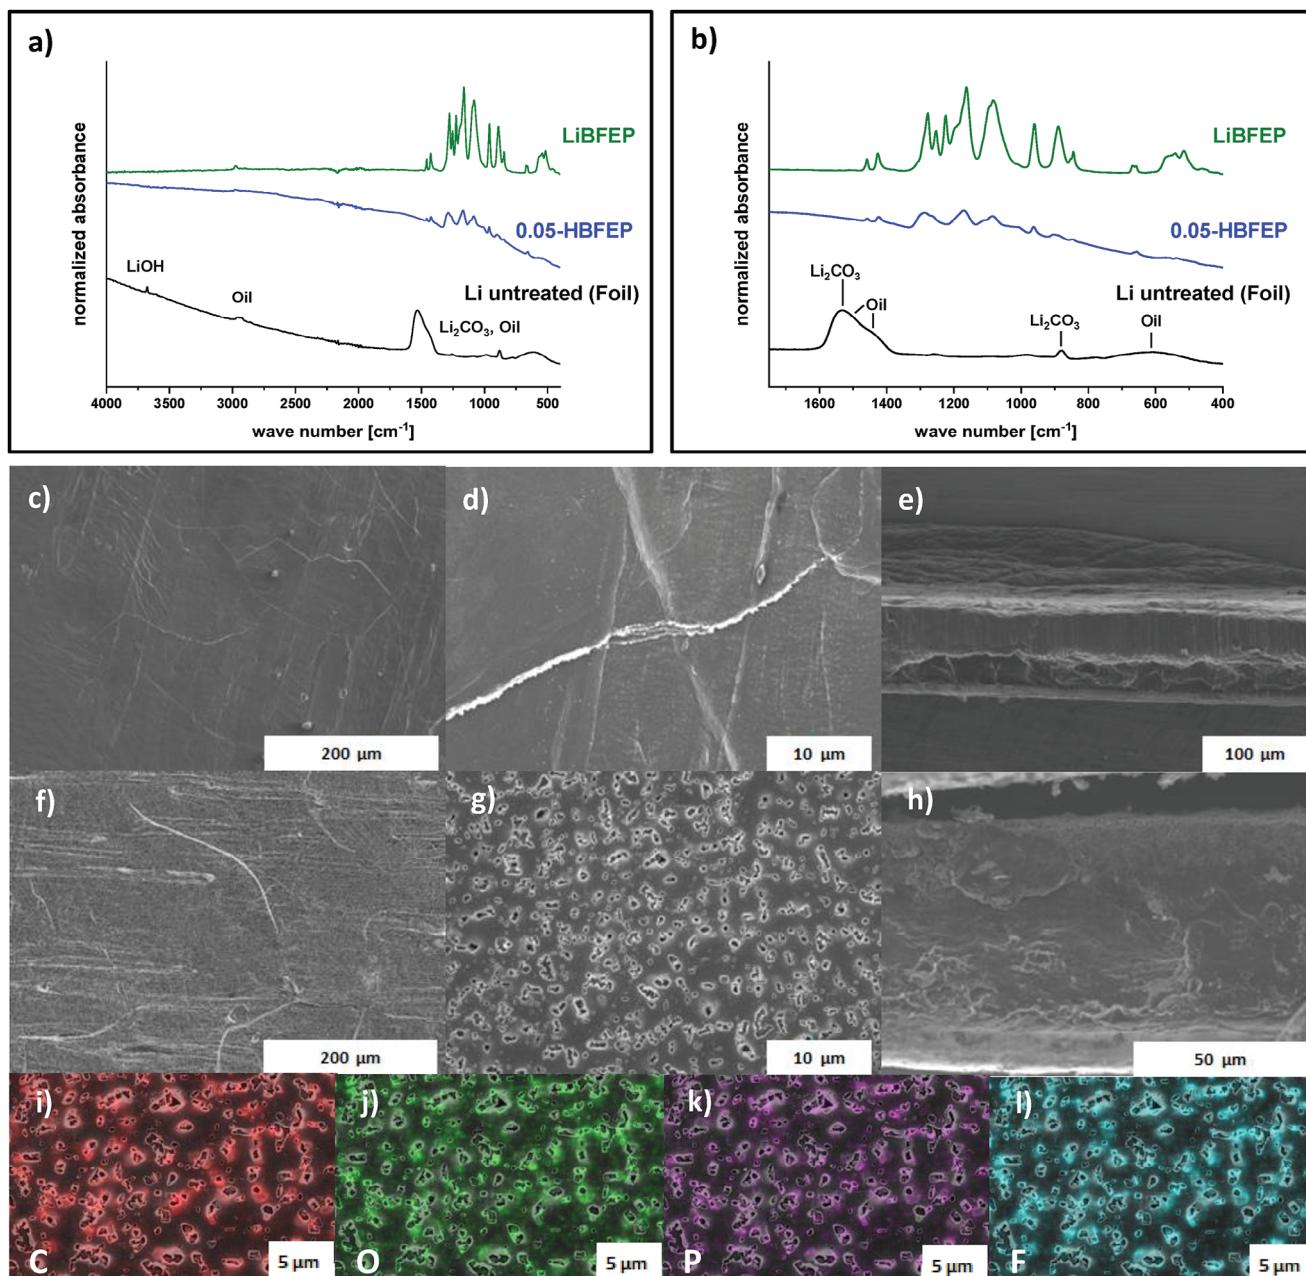 a)
LiBFEP
0.05-HBFEP
LiOH
Oil
Li untreated (Foil)
Li₂CO₃, Oil
normalized absorbance
4000 3500 3000 2500 2000 1500 1000 500
wave number [cm⁻¹]
b)
LiBFEP
0.05-HBFEP
Li₂CO₃
Oil
Li untreated (Foil)
Li₂CO₃
Oil
normalized absorbance
1600 1400 1200 1000 800 600 400
wave number [cm⁻¹]
c)
200 µm
d)
10 µm
e)
100 µm
f)
200 µm
g)
10 µm
h)
50 µm
i)
C
5 µm
j)
O
5 µm
k)
P
5 µm
l)
F
5 µm